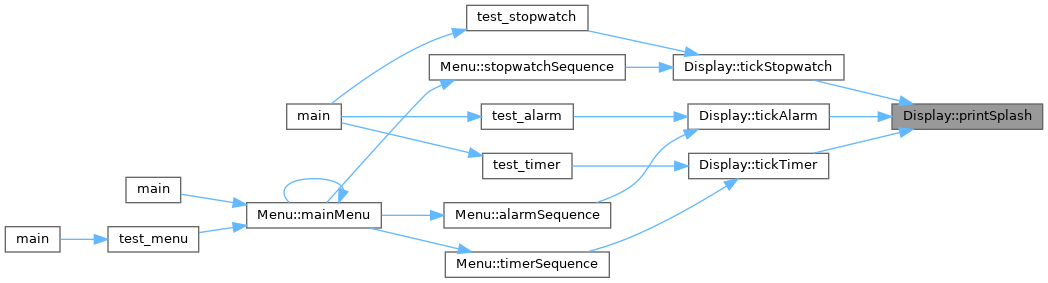 test_stopwatch
Menu::stopwatchSequence
Display::tickStopwatch
main
test_alarm
Display::tickAlarm
Display::printSplash
test_timer
Display::tickTimer
main
Menu::mainMenu
Menu::alarmSequence
main
test_menu
Menu::timerSequence